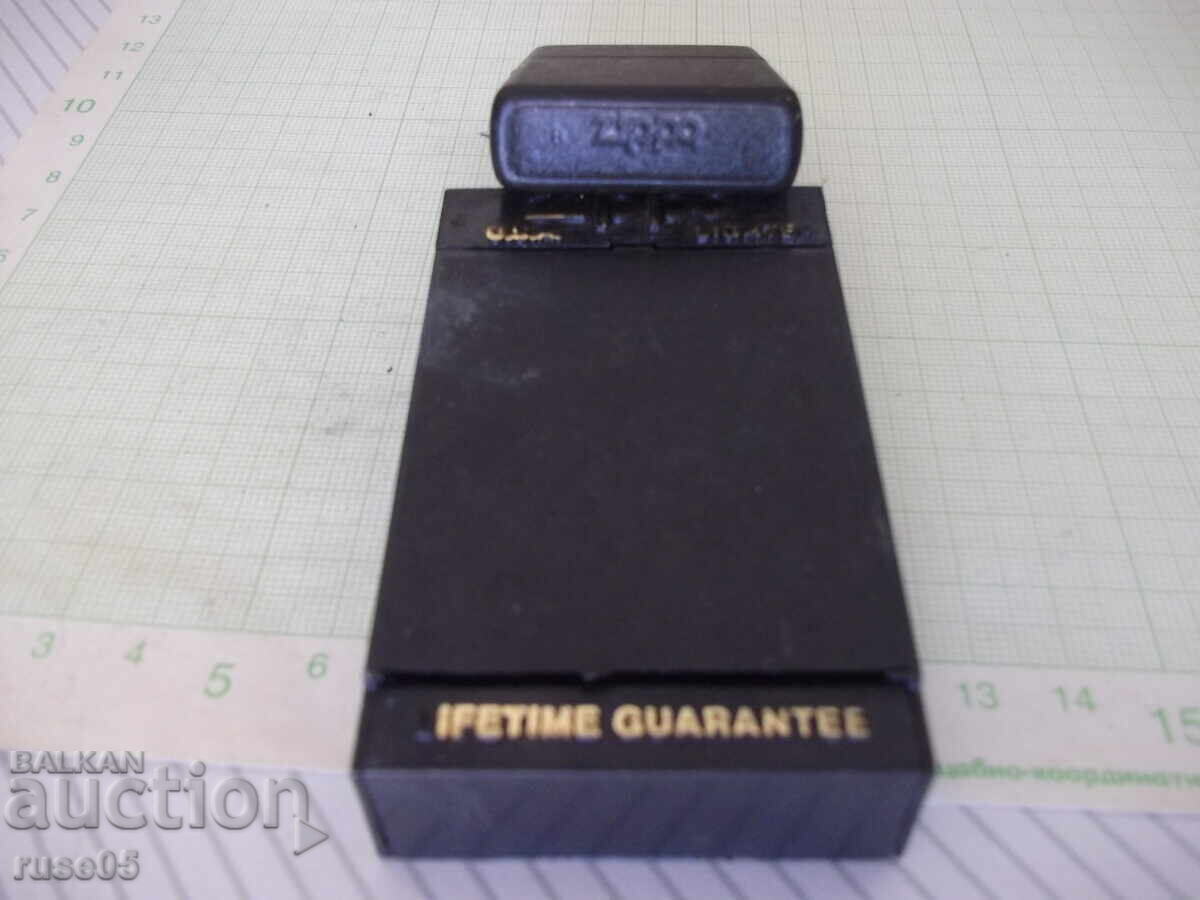 13
12
11
10
9
8
7
6
5
Zippo
U.S.A.
IFETIME GUARANTEE
3 4 5 6 13 14 15
BALKAN
auction
ruse05